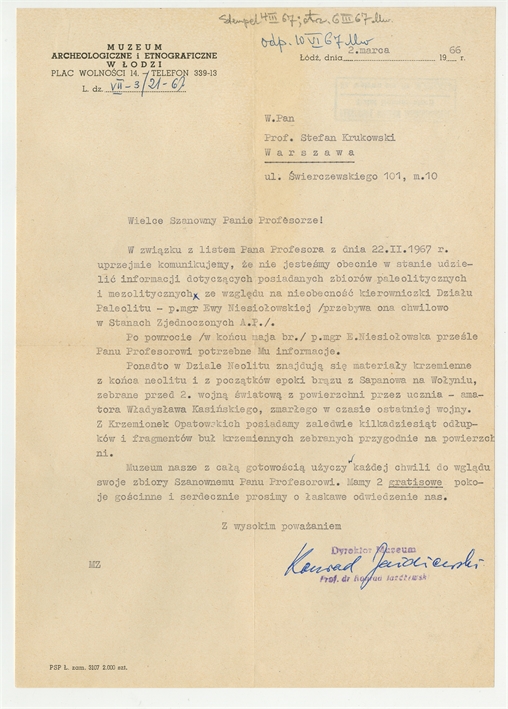 Stempel 4 III 67; otrz. 6 III 67. Mw.
odp. 10 VI 67 Mw
MUZEUM
ARCHEOLOGICZNE i ETNOGRAFICZNE
W ŁODZI
PLAC WOLNOŚCI 14. TELEFON 339-13
L. dz. VII-3/21-67
Łódź, dnia 2.marca 1966 r.
W.Pan
Prof. Stefan Krukowski
Warszawa
ul. Świerczewskiego 101, m.10
Wielce Szanowny Panie Profesorze!
W związku z listem Pana Profesora z dnia 22.II.1967 r.
uprzejmie komunikujemy, że nie jesteśmy obecnie w stanie udzie-
lić informacji dotyczących posiadanych zbiorów paleolitycznych
i mezolitycznych, ze względu na nieobecność kierowniczki Działu
Paleolitu - p.mgr Ewy Niesiołowskiej /przebywa ona chwilowo
w Stanach Zjednoczonych A.P./.
Po powrocie /w końcu maja br./ p.mgr E.Niesiołowska prześle
Panu Profesorowi potrzebne Mu informacje.
Ponadto w Dziale Neolitu znajdują się materiały krzemienne
z końca neolitu i z początków epoki brązu z Sapanowa na Wołyniu,
zebrane przed 2. wojną światową z powierzchni przez ucznia - ama-
tora Władysława Kasińskiego, zmarłego w czasie ostatniej wojny.
Z Krzemionek Opatowskich posiadamy zaledwie kilkadziesiąt odłup-
ków i fragmentów buł krzemiennych zebranych przygodnie na powierzch
ni.
Muzeum nasze z całą gotowością użyczy każdej chwili do wglądu
swoje zbiory Szanownemu Panu Profesorowi. Mamy 2 gratisowe poko-
je gościnne i serdecznie prosimy o łaskawe odwiedzenie nas.
Z wysokim poważaniem
Dyrektor Muzeum
Konrad Jażdżewski
Prof. dr Konrad Jażdżewski
MZ
PSP Ł. zam. 3107 2.000 szt.